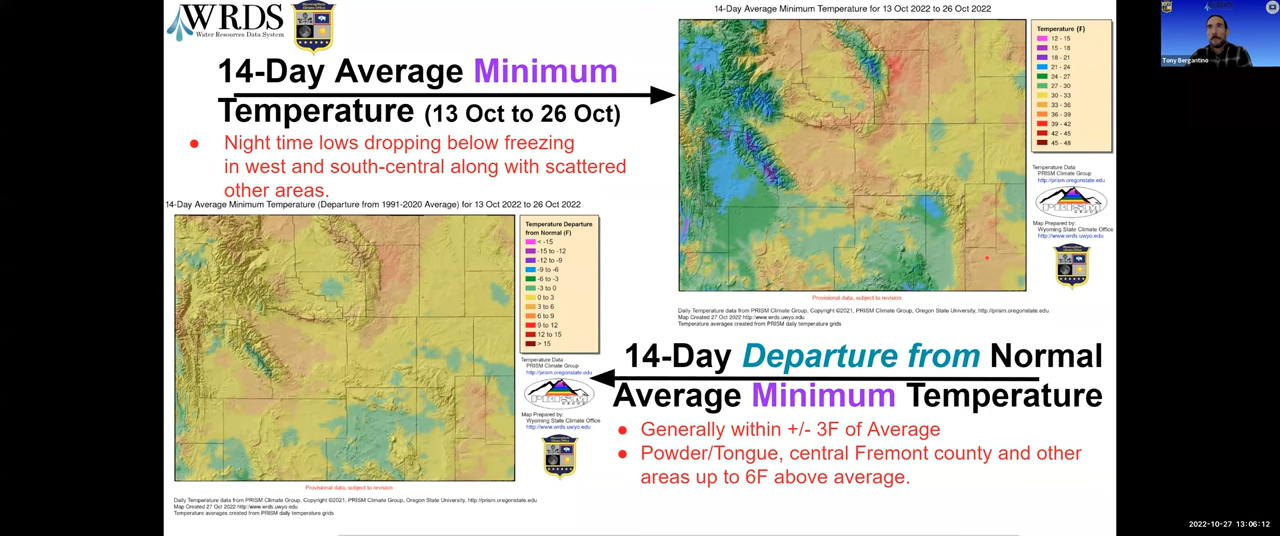 WRDS
Water Resources Data System
14-Day Average Minimum
Temperature (13 Oct to 26 Oct)
● Night time lows dropping below freezing
in west and south-central along with scattered
other areas.
14-Day Average Minimum Temperature (Departure from 1991-2020 Average) for 13 Oct 2022 to 26 Oct 2022
Temperature Departure
from Normal (F)
< -15
-15 to -12
-12 to -9
-9 to -6
-6 to -3
-3 to 0
0 to 3
3 to 6
6 to 9
9 to 12
12 to 15
> 15
Temperature Data
PRISM Climate Group
http://prism.oregonstate.edu
PRISM
GROUP
Map Prepared by:
Wyoming State Climate Office
http://www.wrds.uwyo.edu
Provisional data, subject to revision
Daily Temperature data from PRISM Climate Group, Copyright ©2021, PRISM Climate Group, Oregon State University, http://prism.oregonstate.edu
Map Created 27 Oct 2022 http:/www.wrds.uwyo.edu
Temperature averages created from PRISM daily temperature grids
14-Day Average Minimum Temperature for 13 Oct 2022 to 26 Oct 2022
Temperature (F)
12 - 15
15 - 18
18 - 21
21 - 24
24 - 27
27 - 30
30 - 33
33 - 36
36 - 39
39 - 42
42 - 45
45 - 48
Temperature Data
PRISM Climate Group
http://prism.oregonstate.edu
PRISM
GROUP
Map Prepared by:
Wyoming State Climate Office
http://www.wrds.uwyo.edu
Provisional data, subject to revision
Daily Temperature data from PRISM Climate Group, Copyright ©2021, PRISM Climate Group, Oregon State University, http://prism.oregonstate.edu
Map Created 27 Oct 2022 http:/www.wrds.uwyo.edu
Temperature averages created from PRISM daily temperature grids
14-Day Departure from Normal
Average Minimum Temperature
● Generally within +/- 3F of Average
● Powder/Tongue, central Fremont county and other
areas up to 6F above average.
Tony Bergantino
2022-10-27 13:06:12